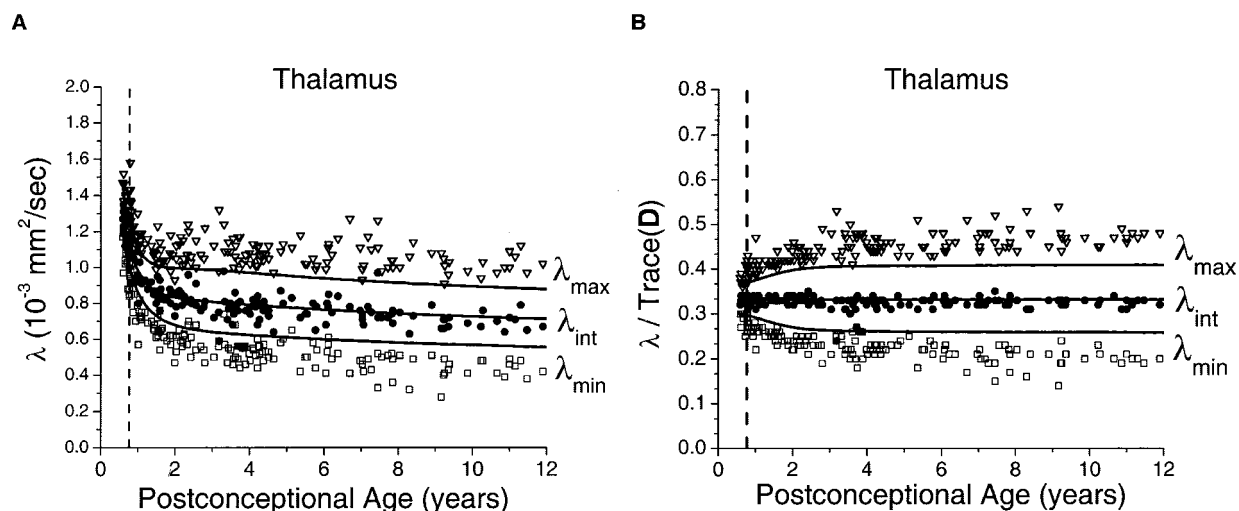 A
Thalamus
2.0
1.8
1.6
1.4
1.2
1.0
0.8
0.6
0.4
0.2
0.0
λ (10-3 mm2/sec)
λmax
λint
λmin
0 2 4 6 8 10 12
Postconceptional Age (years)
B
Thalamus
0.8
0.7
0.6
0.5
0.4
0.3
0.2
0.1
0.0
λ / Trace(D)
λmax
λint
λmin
0 2 4 6 8 10 12
Postconceptional Age (years)